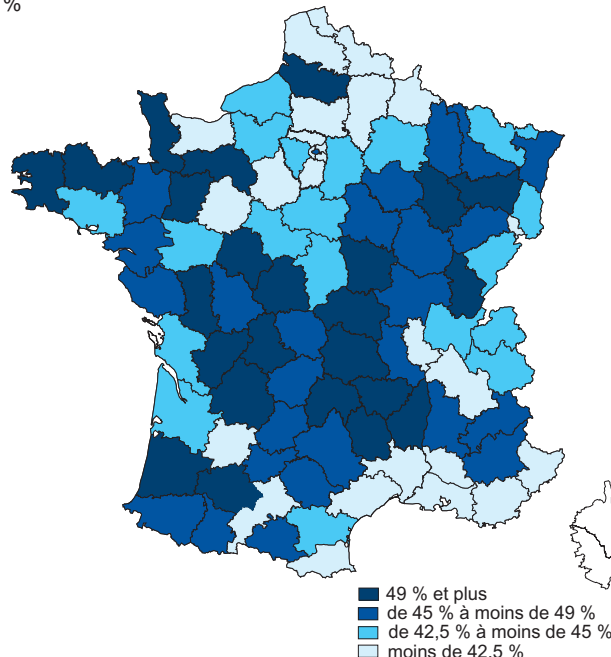 %
49 % et plus
de 45 % à moins de 49 %
de 42,5 % à moins de 45 %
moins de 42,5 %